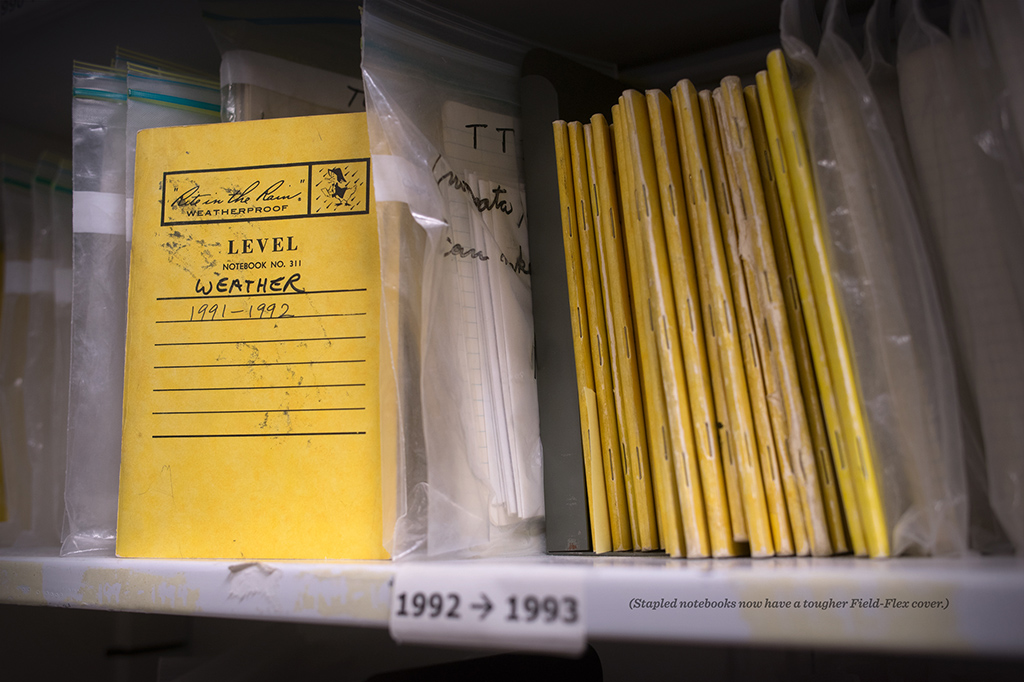 "Rite in the Rain"
WEATHERPROOF
LEVEL
NOTEBOOK NO. 311
WEATHER
1991-1992
T
TT
1992 → 1993
(Stapled notebooks now have a tougher Field-Flex cover.)